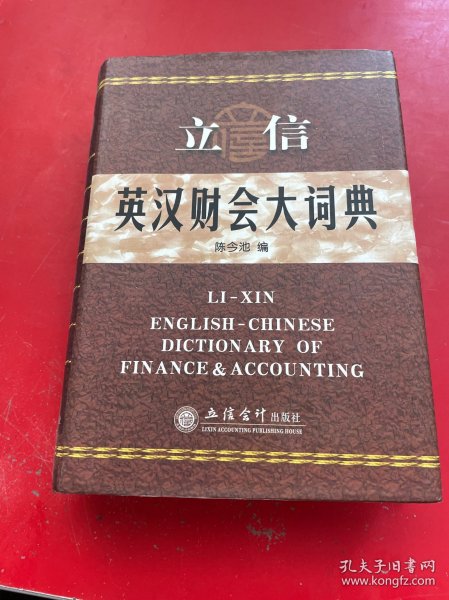 立信
英汉财会大词典
陈今池 编
LI-XIN
ENGLISH-CHINESE
DICTIONARY OF
FINANCE & ACCOUNTING
立信会计出版社
LIXIN ACCOUNTING PUBLISHING HOUSE
孔夫子旧书网
www.kongfz.com